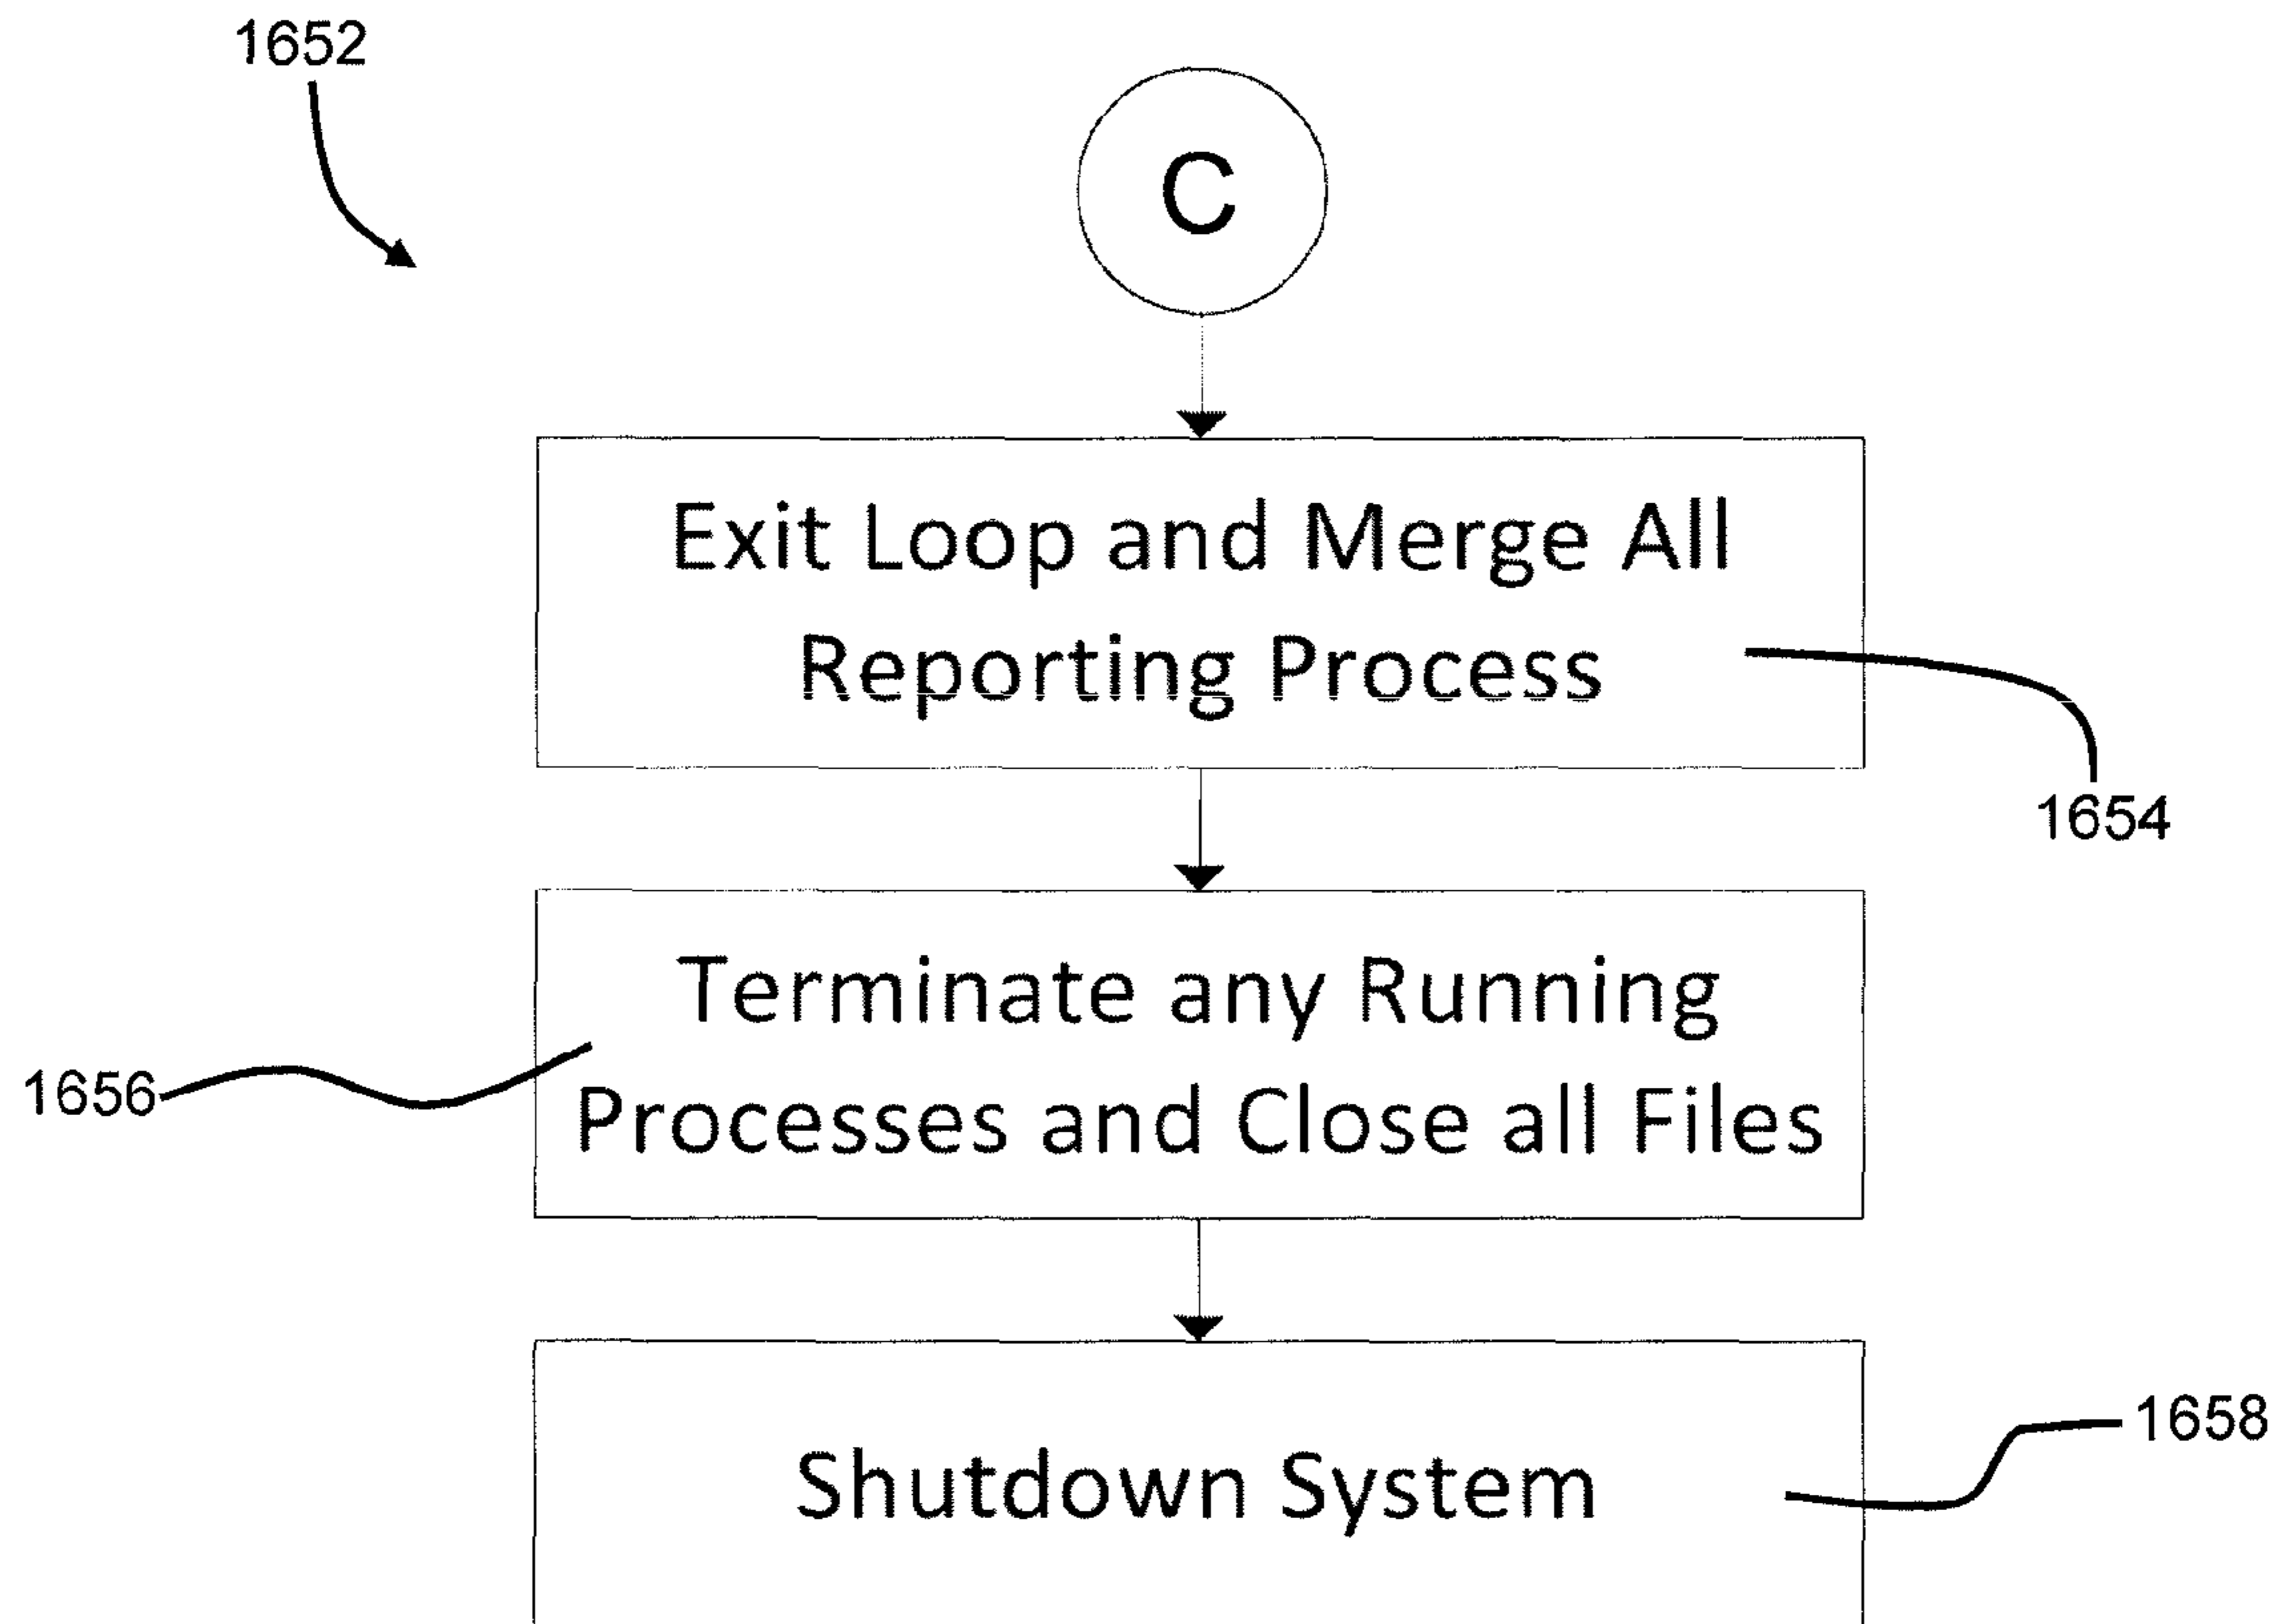 1652
C
Exit Loop and Merge All
Reporting Process
1654
Terminate any Running
Processes and Close all Files
1656
Shutdown System
1658